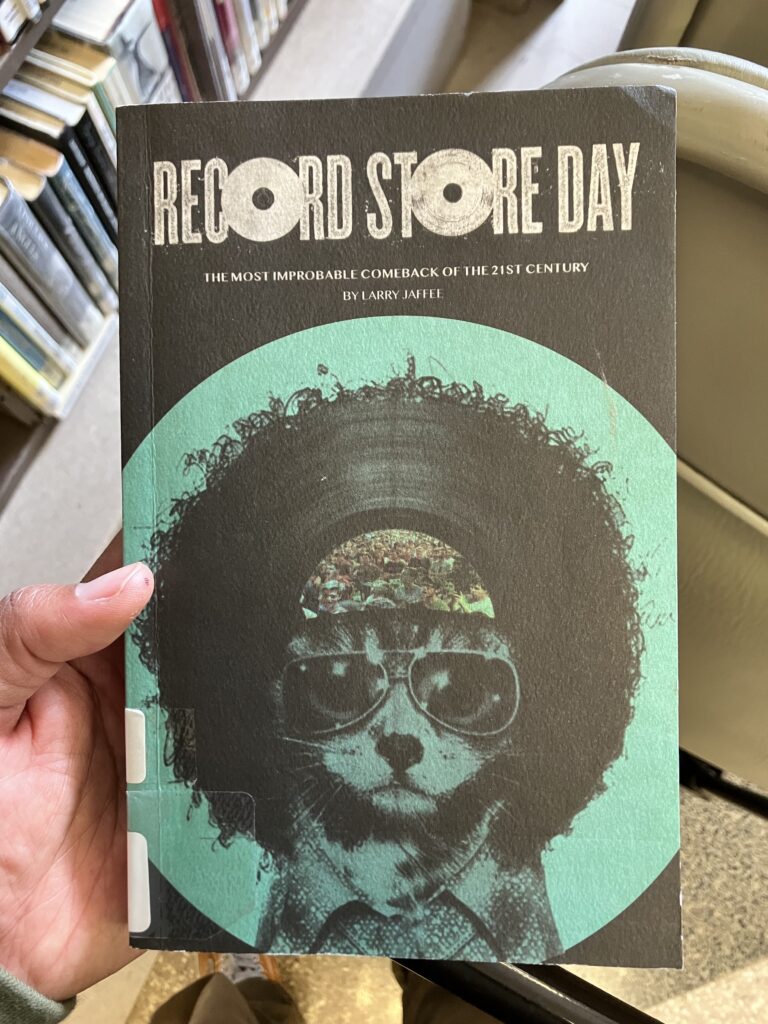 RECORD STORE DAY
THE MOST IMPROBABLE COMEBACK OF THE 21ST CENTURY
BY LARRY JAFFEE